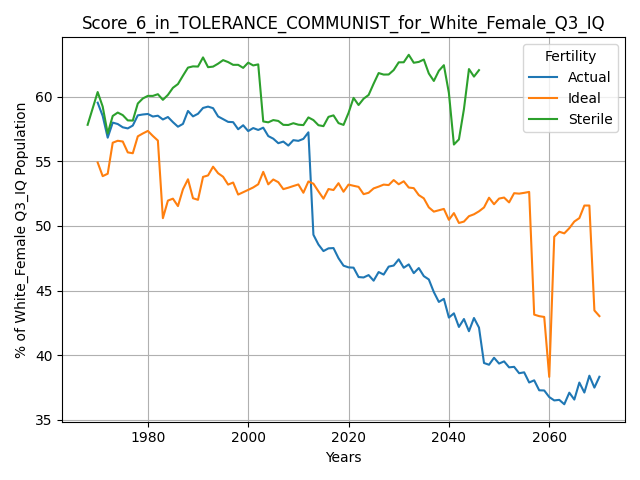 Score_6_in_TOLERANCE_COMMUNIST_for_White_Female_Q3_IQ
Fertility
Actual
Ideal
Sterile
% of White_Female Q3_IQ Population
60
55
50
45
40
35
1980
2000
2020
2040
2060
Years